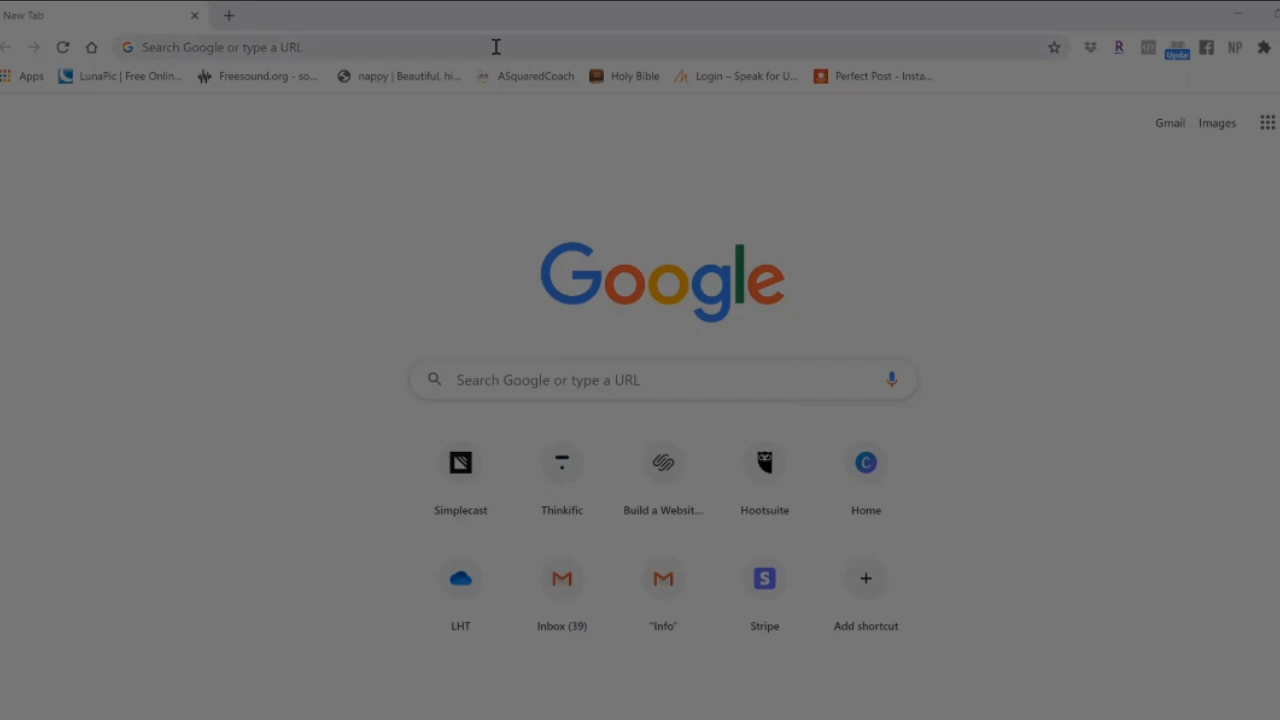 New Tab
Search Google or type a URL
R
Updat
NP
Apps
LunaPic | Free Onlin...
Freesound.org - so...
nappy | Beautiful, hi...
ASquaredCoach
Holy Bible
Login – Speak for U...
Perfect Post - Insta...
Gmail Images
Google
Search Google or type a URL
Simplecast
Thinkific
Build a Websit...
Hootsuite
C
Home
LHT
Inbox (39)
"Info"
S
Stripe
Add shortcut